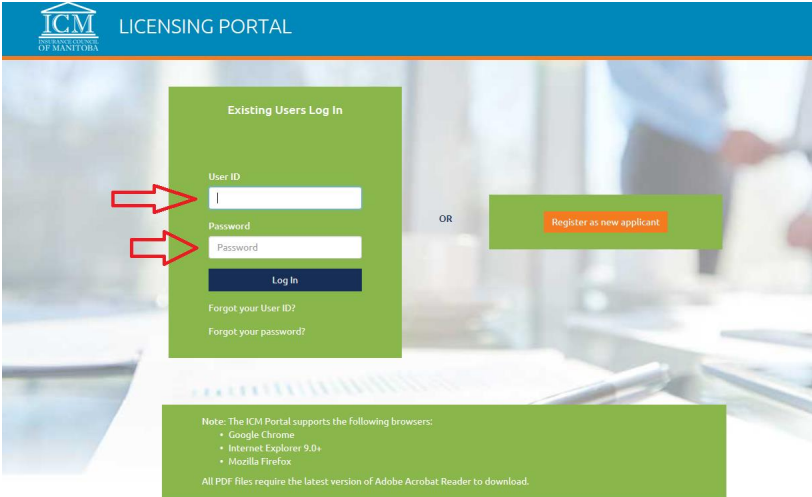 ICM
INSURANCE COUNCIL
OF MANITOBA
LICENSING PORTAL
Existing Users Log In
User ID
Password
Password
Log In
Forgot your User ID?
Forgot your password?
OR
Register as new applicant
Note: The ICM Portal supports the following browsers:
• Google Chrome
• Internet Explorer 9.0+
• Mozilla Firefox
All PDF files require the latest version of Adobe Acrobat Reader to download.